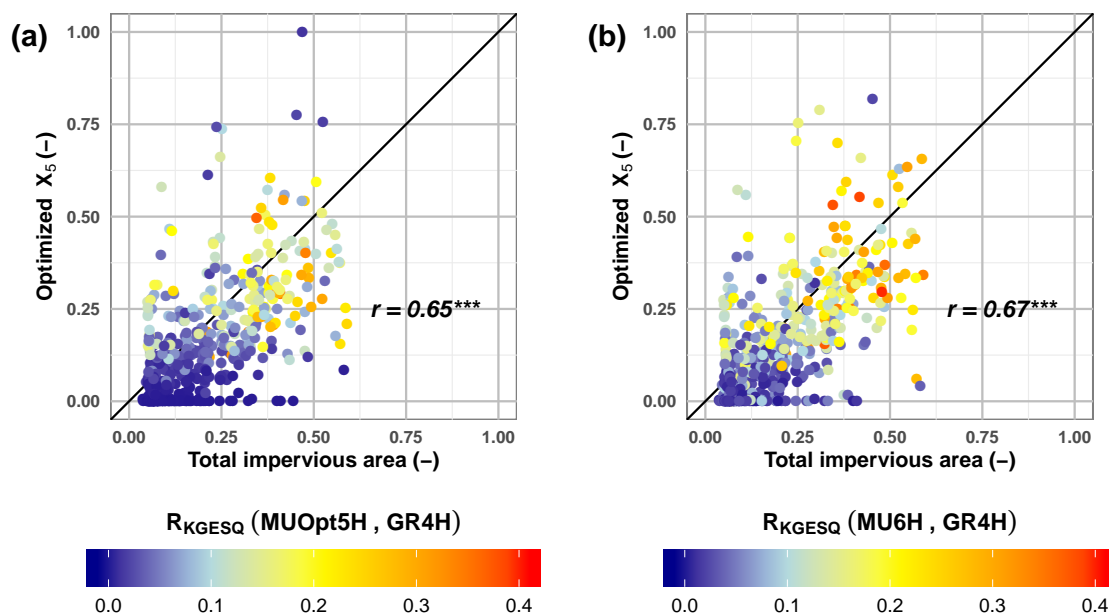 (a)
1.00
0.75
0.50
0.25
0.00
Optimized X5 (−)
r = 0.65***
0.00 0.25 0.50 0.75 1.00
Total impervious area (−)
RKGESQ (MUOpt5H , GR4H)
0.0 0.1 0.2 0.3 0.4
(b)
1.00
0.75
0.50
0.25
0.00
Optimized X5 (−)
r = 0.67***
0.00 0.25 0.50 0.75 1.00
Total impervious area (−)
RKGESQ (MU6H , GR4H)
0.0 0.1 0.2 0.3 0.4